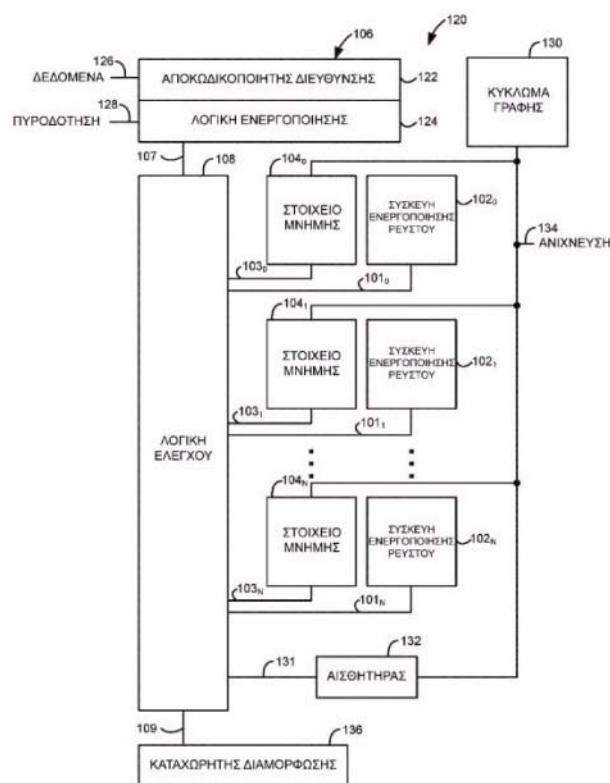 106
120
130
126
ΔΕΔΟΜΕΝΑ
ΑΠΟΚΩΔΙΚΟΠΟΙΗΤΗΣ ΔΙΕΥΘΥΝΣΗΣ
122
ΚΥΚΛΩΜΑ
ΓΡΑΦΗΣ
128
ΠΥΡΟΔΟΤΗΣΗ
ΛΟΓΙΚΗ ΕΝΕΡΓΟΠΟΙΗΣΗΣ
124
107
108
104₀
ΣΤΟΙΧΕΙΟ
ΜΝΗΜΗΣ
ΣΥΣΚΕΥΗ
ΕΝΕΡΓΟΠΟΙΗΣΗΣ
ΡΕΥΣΤΟΥ
102₀
134
ΑΝΙΧΝΕΥΣΗ
103₀
101₀
104₁
ΣΤΟΙΧΕΙΟ
ΜΝΗΜΗΣ
ΣΥΣΚΕΥΗ
ΕΝΕΡΓΟΠΟΙΗΣΗΣ
ΡΕΥΣΤΟΥ
102₁
103₁
101₁
ΛΟΓΙΚΗ
ΕΛΕΓΧΟΥ
104N
ΣΤΟΙΧΕΙΟ
ΜΝΗΜΗΣ
ΣΥΣΚΕΥΗ
ΕΝΕΡΓΟΠΟΙΗΣΗΣ
ΡΕΥΣΤΟΥ
102N
103N
101N
132
131
ΑΙΣΘΗΤΗΡΑΣ
109
136
ΚΑΤΑΧΩΡΗΤΗΣ ΔΙΑΜΟΡΦΩΣΗΣ